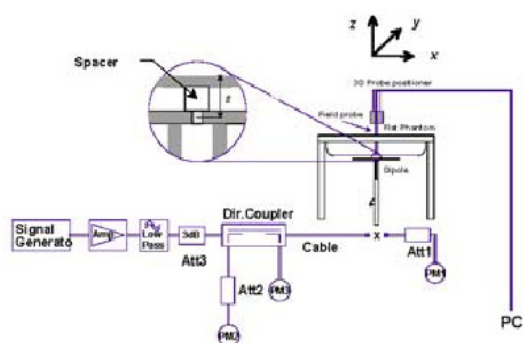 z
y
x
Spacer
s
3D Probe positioner
Field probe
Flat Phantom
Dipole
Signal
Generato
Amp
Low
Pass
3dB
Att3
Dir.Coupler
Cable
x
Att1
PM1
Att2
PM3
PM2
PC